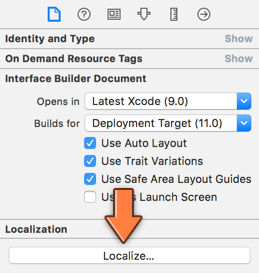 Identity and Type Show
On Demand Resource Tags Show
Interface Builder Document
Opens in Latest Xcode (9.0)
Builds for Deployment Target (11.0)
Use Auto Layout
Use Trait Variations
Use Safe Area Layout Guides
Launch Screen
Localization
Localize...